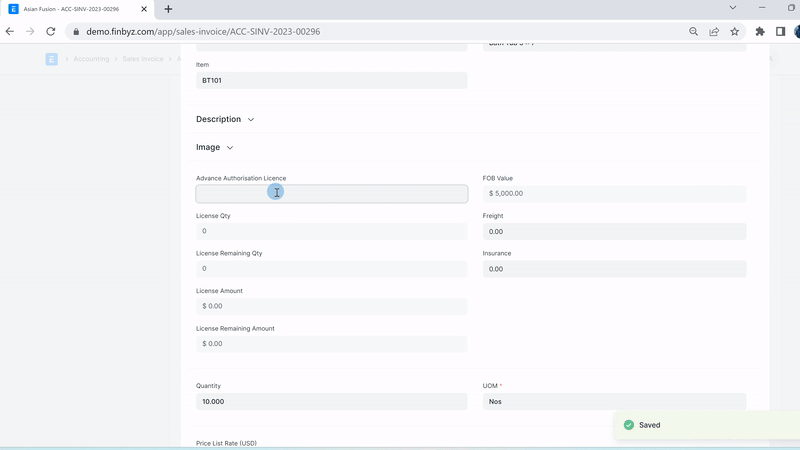 Asian Fusion - ACC-SINV-2023-00296
demo.finbyz.com/app/sales-invoice/ACC-SINV-2023-00296
Accounting
Sales Invoice
Item
BT101
Description
Image
Advance Authorisation Licence
FOB Value
$ 5,000.00
License Qty
0
Freight
0.00
License Remaining Qty
0
Insurance
0.00
License Amount
$ 0.00
License Remaining Amount
$ 0.00
Quantity
10.000
UOM *
Nos
Saved
Price List Rate (USD)